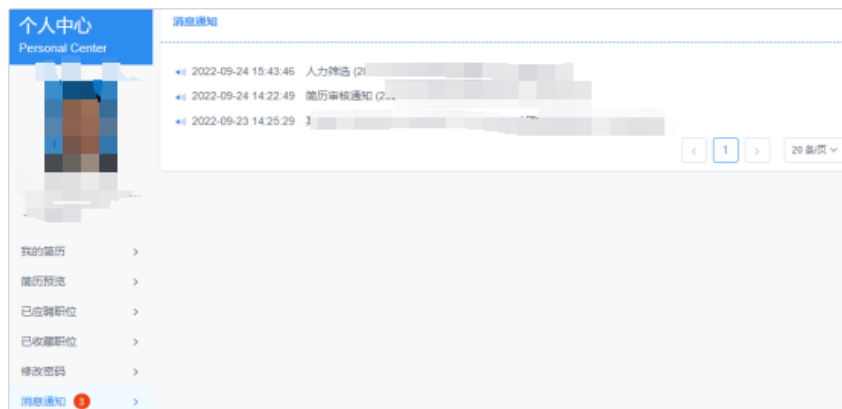 个人中心
Personal Center
我的简历
简历预览
已应聘职位
已收藏职位
修改密码
消息通知 3
消息通知
2022-09-24 15:43:46 人力筛选 (20
2022-09-24 14:22:49 简历审核通知 (2
2022-09-23 14:25:29
< 1 > 20 条/页